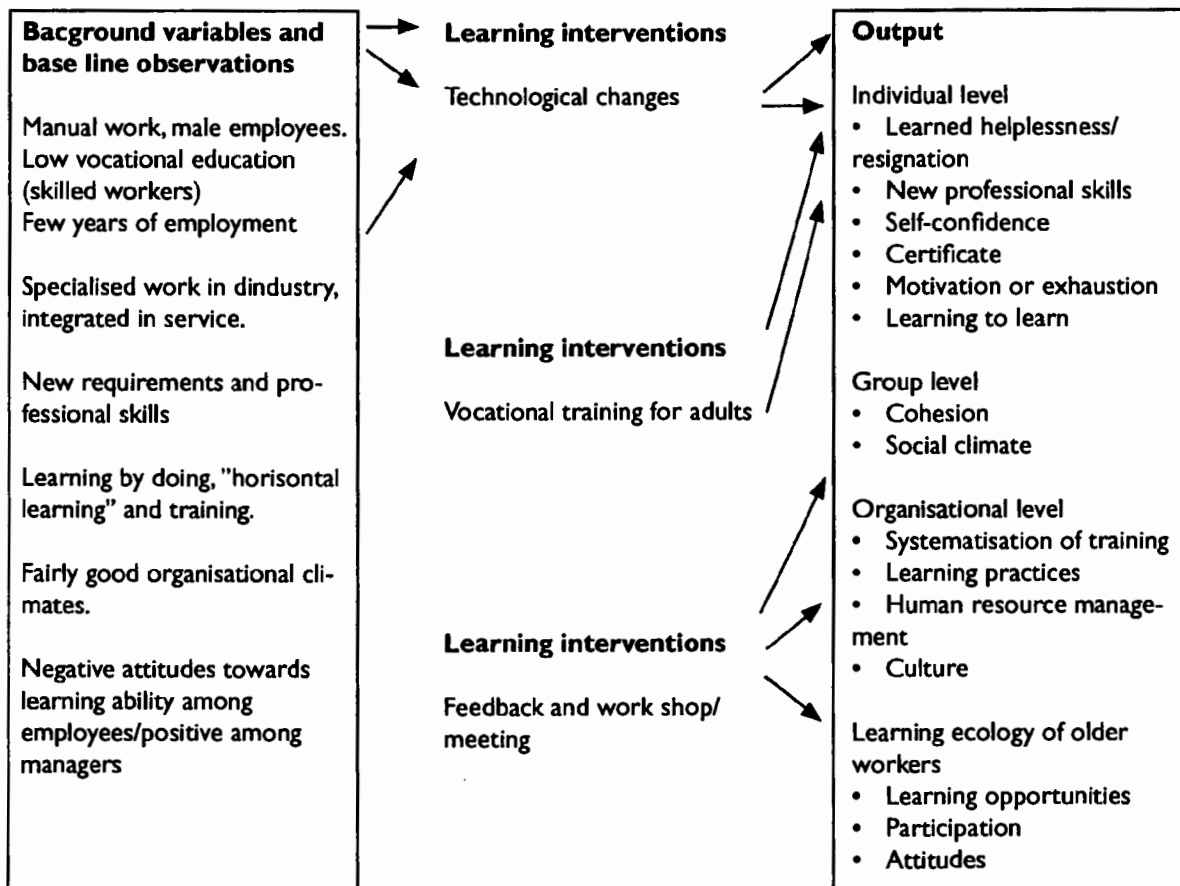 Bacground variables and
base line observations
Manual work, male employees.
Low vocational education
(skilled workers)
Few years of employment
Specialised work in dindustry,
integrated in service.
New requirements and pro-
fessional skills
Learning by doing, "horisontal
learning" and training.
Fairly good organisational cli-
mates.
Negative attitudes towards
learning ability among
employees/positive among
managers
Learning interventions
Technological changes
Learning interventions
Vocational training for adults
Learning interventions
Feedback and work shop/
meeting
Output
Individual level
• Learned helplessness/
resignation
• New professional skills
• Self-confidence
• Certificate
• Motivation or exhaustion
• Learning to learn
Group level
• Cohesion
• Social climate
Organisational level
• Systematisation of training
• Learning practices
• Human resource manage-
ment
• Culture
Learning ecology of older
workers
• Learning opportunities
• Participation
• Attitudes